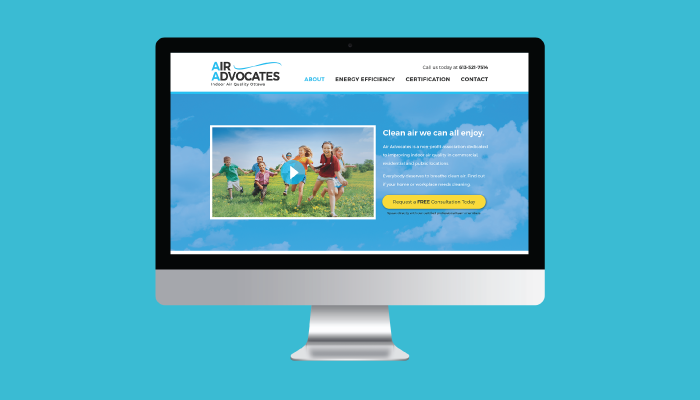 AIR
ADVOCATES
Indoor Air Quality Ottawa
Call us today at 613-521-7514
ABOUT ENERGY EFFICIENCY CERTIFICATION CONTACT
Clean air we can all enjoy.
Air Advocates is a non-profit association dedicated
to improving indoor air quality in commercial,
residential and public locations.
Everybody deserves to breathe clean air. Find out
if your home or workplace needs cleaning.
Request a FREE Consultation Today